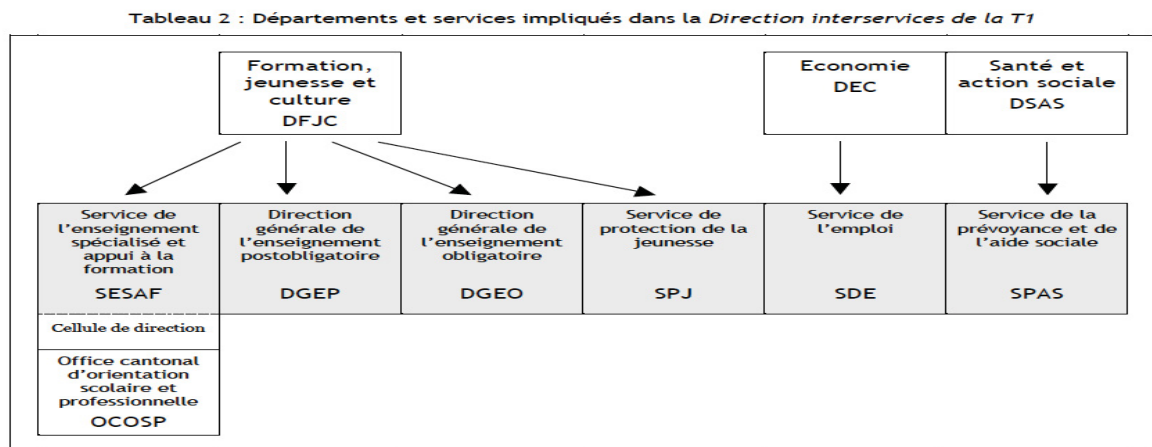 Tableau 2 : Départements et services impliqués dans la Direction interservices de la T1
Formation,
jeunesse et
culture
DFJC
Economie
DEC
Santé et
action sociale
DSAS
Service de
l'enseignement
spécialisé et
appui à la
formation
SESAF
Direction
générale de
l'enseignement
postobligatoire
DGEP
Direction
générale de
l'enseignement
obligatoire
DGEO
Service de
protection de la
jeunesse
SPJ
Service de
l'emploi
SDE
Service de la
prévoyance et de
l'aide sociale
SPAS
Cellule de direction
Office cantonal
d'orientation
scolaire et
professionnelle
OCOSP